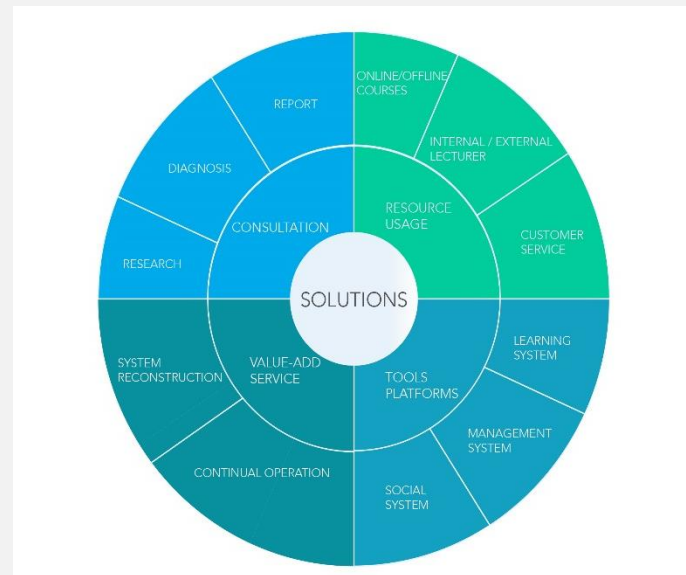 ONLINE/OFFLINE
COURSES
REPORT
INTERNAL / EXTERNAL
LECTURER
DIAGNOSIS
RESOURCE
USAGE
CONSULTATION
CUSTOMER
SERVICE
RESEARCH
SOLUTIONS
SYSTEM
RECONSTRUCTION
VALUE-ADD
SERVICE
TOOLS
PLATFORMS
LEARNING
SYSTEM
MANAGEMENT
SYSTEM
CONTINUAL OPERATION
SOCIAL
SYSTEM